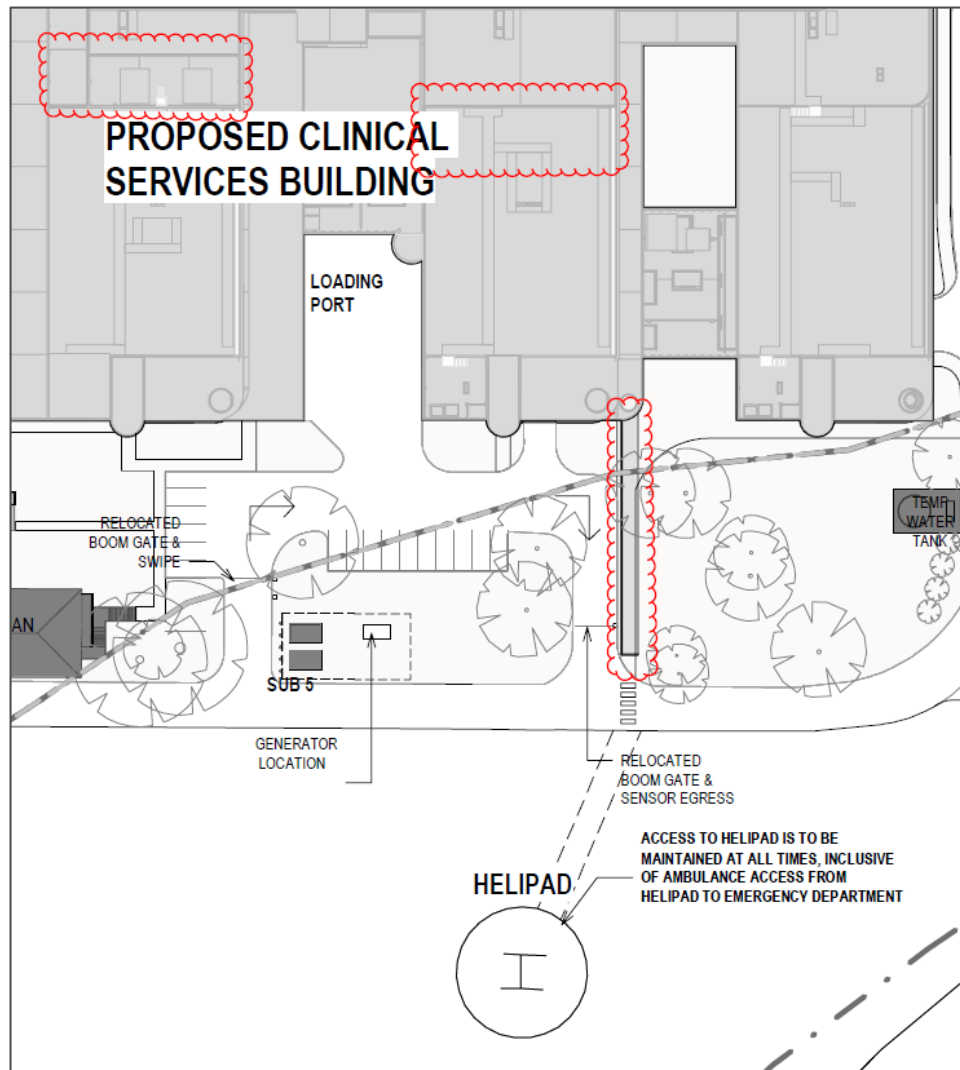 PROPOSED CLINICAL
SERVICES BUILDING
LOADING
PORT
RELOCATED
BOOM GATE &
SWIPE
TEMP
WATER
TANK
AN
SUB 5
GENERATOR
LOCATION
RELOCATED
BOOM GATE &
SENSOR EGRESS
ACCESS TO HELIPAD IS TO BE
MAINTAINED AT ALL TIMES, INCLUSIVE
OF AMBULANCE ACCESS FROM
HELIPAD TO EMERGENCY DEPARTMENT
HELIPAD
H